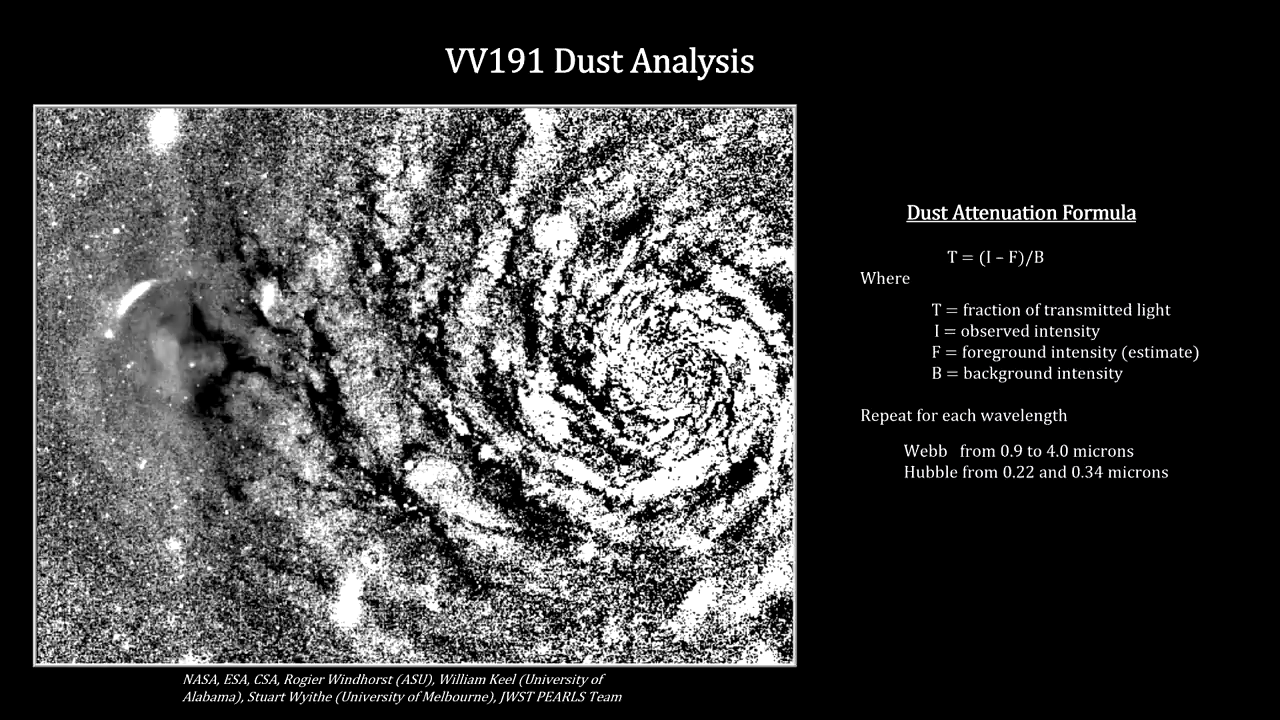 VV191 Dust Analysis
Dust Attenuation Formula
T = (I – F)/B
Where
T = fraction of transmitted light
I = observed intensity
F = foreground intensity (estimate)
B = background intensity
Repeat for each wavelength
Webb from 0.9 to 4.0 microns
Hubble from 0.22 and 0.34 microns
NASA, ESA, CSA, Rogier Windhorst (ASU), William Keel (University of
Alabama), Stuart Wyithe (University of Melbourne), JWST PEARLS Team